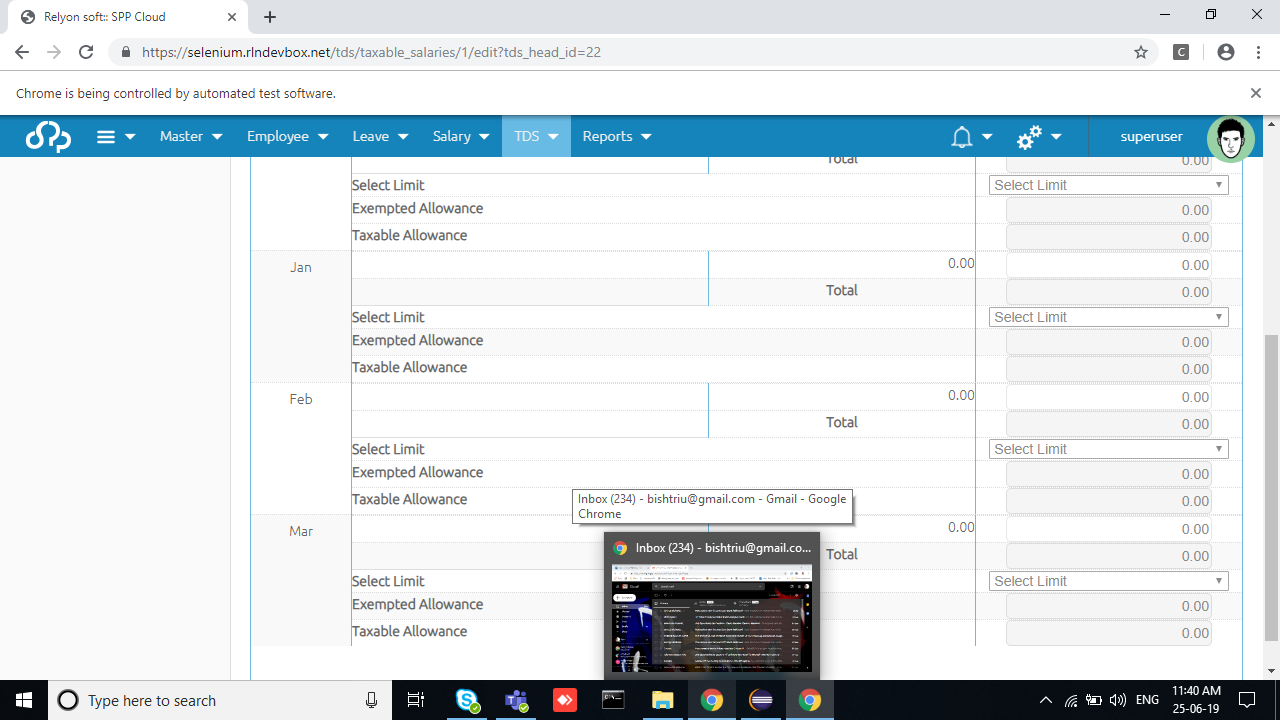 Relyon soft:: SPP Cloud
https://selenium.rlndevbox.net/tds/taxable_salaries/1/edit?tds_head_id=22
C
Chrome is being controlled by automated test software.
Spp Master Employee Leave Salary TDS Reports superuser
Total 0.00
Select Limit Select Limit
Exempted Allowance 0.00
Taxable Allowance 0.00
Jan 0.00 0.00
Total 0.00
Select Limit Select Limit
Exempted Allowance 0.00
Taxable Allowance 0.00
Feb 0.00 0.00
Total 0.00
Select Limit Select Limit
Exempted Allowance 0.00
Taxable Allowance 0.00
Inbox (234) - bishtriu@gmail.com - Gmail - Google
Chrome
Mar 0.00 0.00
Total 0.00
Inbox (234) - bishtriu@gmail.co...
Select Limit Select Limit
Exempted Allowance 0.00
Taxable Allowance 0.00
Type here to search
ENG
AM
25-06-19